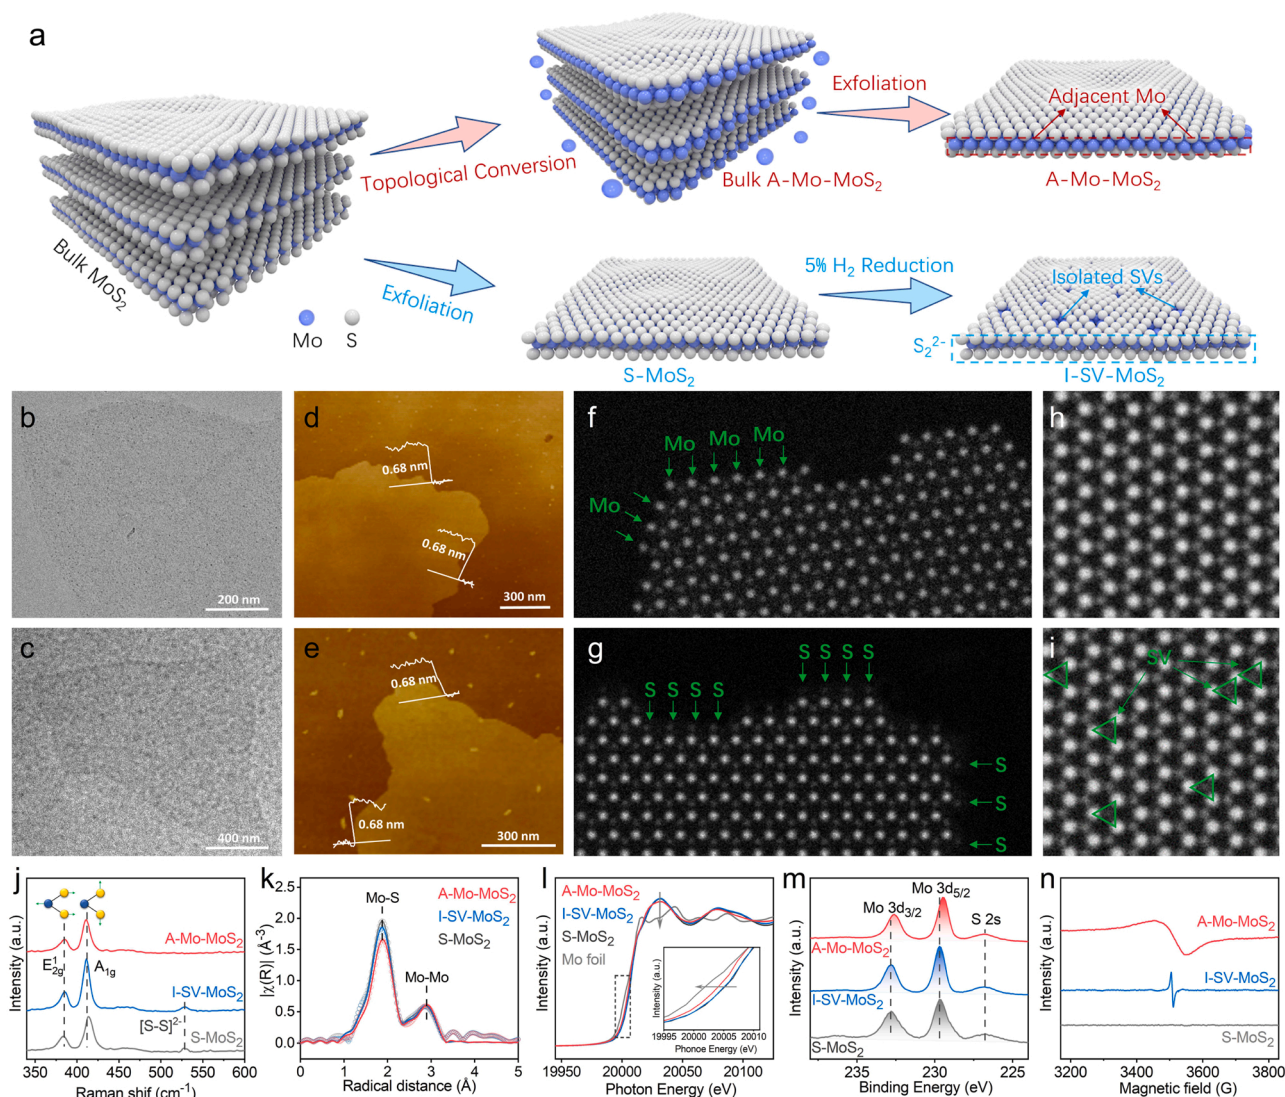 a
Topological Conversion
Bulk A-Mo-MoS₂
Exfoliation
Adjacent Mo
A-Mo-MoS₂
Bulk MoS₂
Mo
S
Exfoliation
S-MoS₂
5% H₂ Reduction
Isolated SVs
S₂²⁻
I-SV-MoS₂
b
200 nm
d
0.68 nm
0.68 nm
300 nm
f
Mo Mo Mo
Mo
h
c
400 nm
e
0.68 nm
0.68 nm
300 nm
g
S S S S
S S S S
S
S
S
i
SV
j
A-Mo-MoS₂
E¹₂g
A₁g
I-SV-MoS₂
[S-S]²⁻
S-MoS₂
Intensity (a.u.)
350 400 450 500 550 600
Raman shif (cm⁻¹)
k
A-Mo-MoS₂
I-SV-MoS₂
S-MoS₂
Mo-S
Mo-Mo
|χ(R)| (Å⁻³)
2.5
2.0
1.5
1.0
0.5
0.0
0 1 2 3 4 5
Radical distance (Å)
l
A-Mo-MoS₂
I-SV-MoS₂
S-MoS₂
Mo foil
Intensity (a.u.)
Intensity (a.u.)
19995 20000 20005 20010
Phonoe Energy (eV)
19950 20000 20050 20100
Photon Energy (eV)
m
Mo 3d₅/₂
Mo 3d₃/₂
S 2s
A-Mo-MoS₂
I-SV-MoS₂
S-MoS₂
Intensity (a.u.)
235 230 225
Binding Energy (eV)
n
A-Mo-MoS₂
I-SV-MoS₂
S-MoS₂
Intensity (a.u.)
3200 3400 3600 3800
Magnetic field (G)